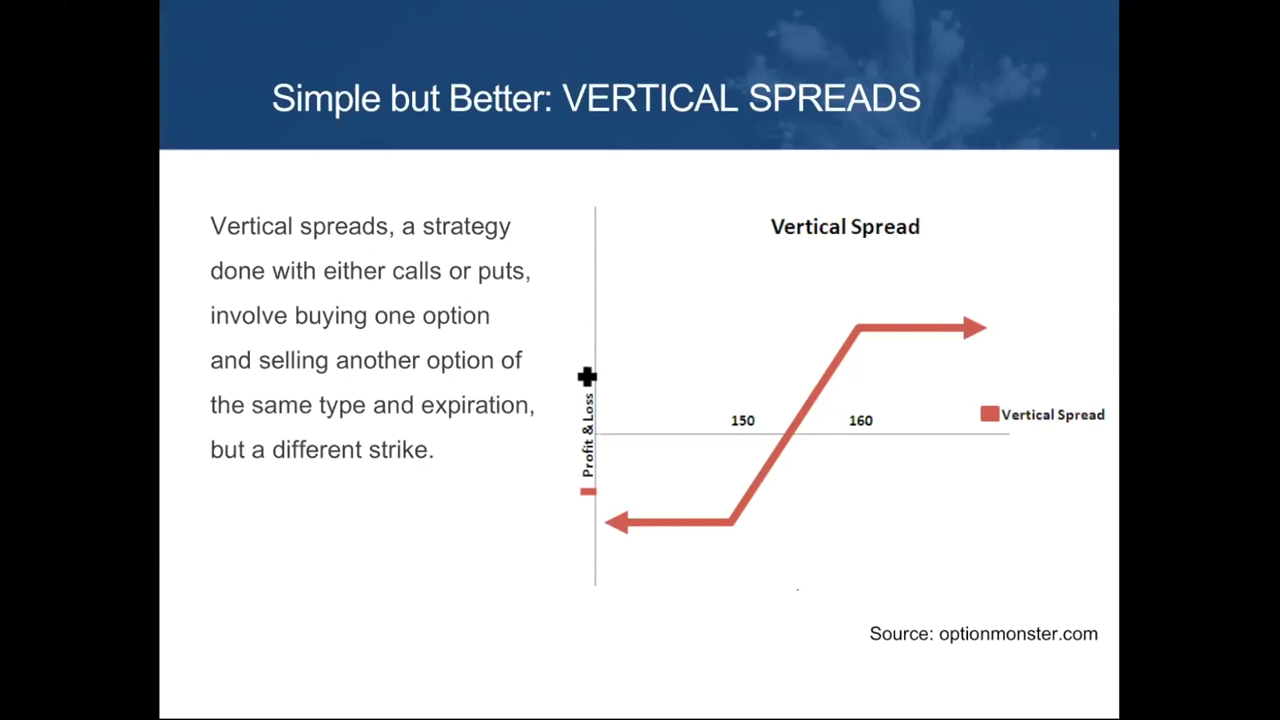 Simple but Better: VERTICAL SPREADS
Vertical spreads, a strategy
done with either calls or puts,
involve buying one option
and selling another option of
the same type and expiration,
but a different strike.
Vertical Spread
Profit & Loss
150
160
Vertical Spread
Source: optionmonster.com